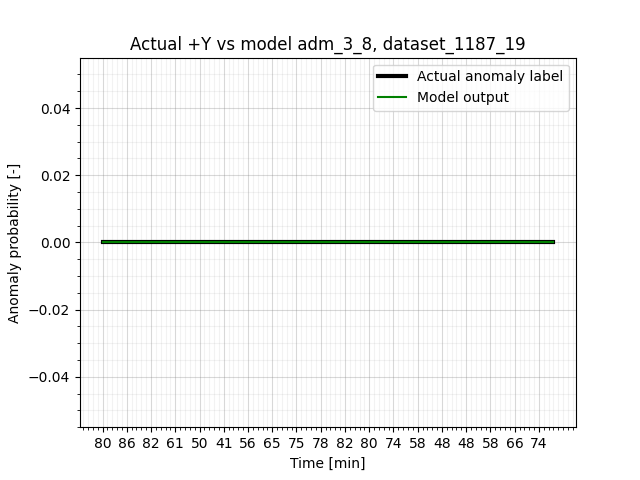 Actual +Y vs model adm_3_8, dataset_1187_19
Actual anomaly label
Model output
0.04
0.02
0.00
−0.02
−0.04
Anomaly probability [-]
80 86 82 61 50 41 56 65 75 78 82 80 74 58 48 48 58 66 74
Time [min]